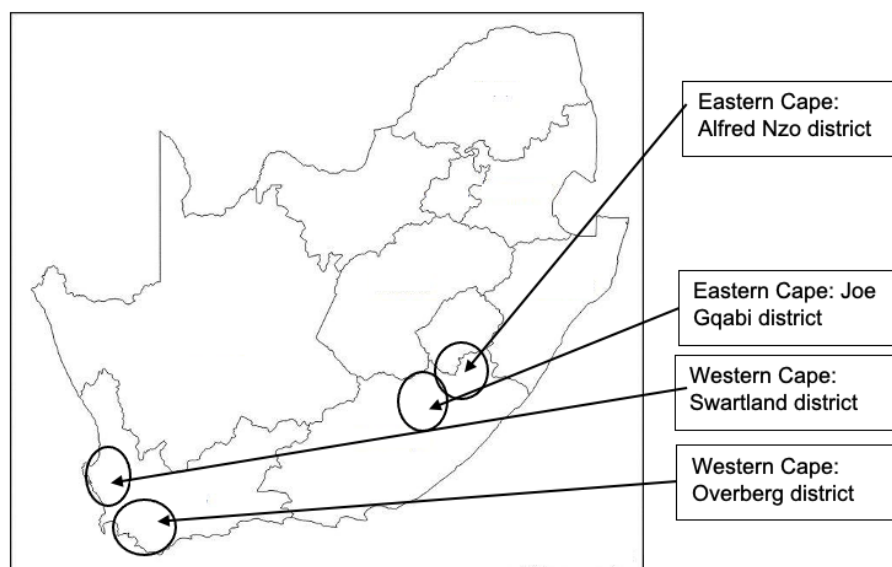 Eastern Cape:
Alfred Nzo district
Eastern Cape: Joe
Gqabi district
Western Cape:
Swartland district
Western Cape:
Overberg district